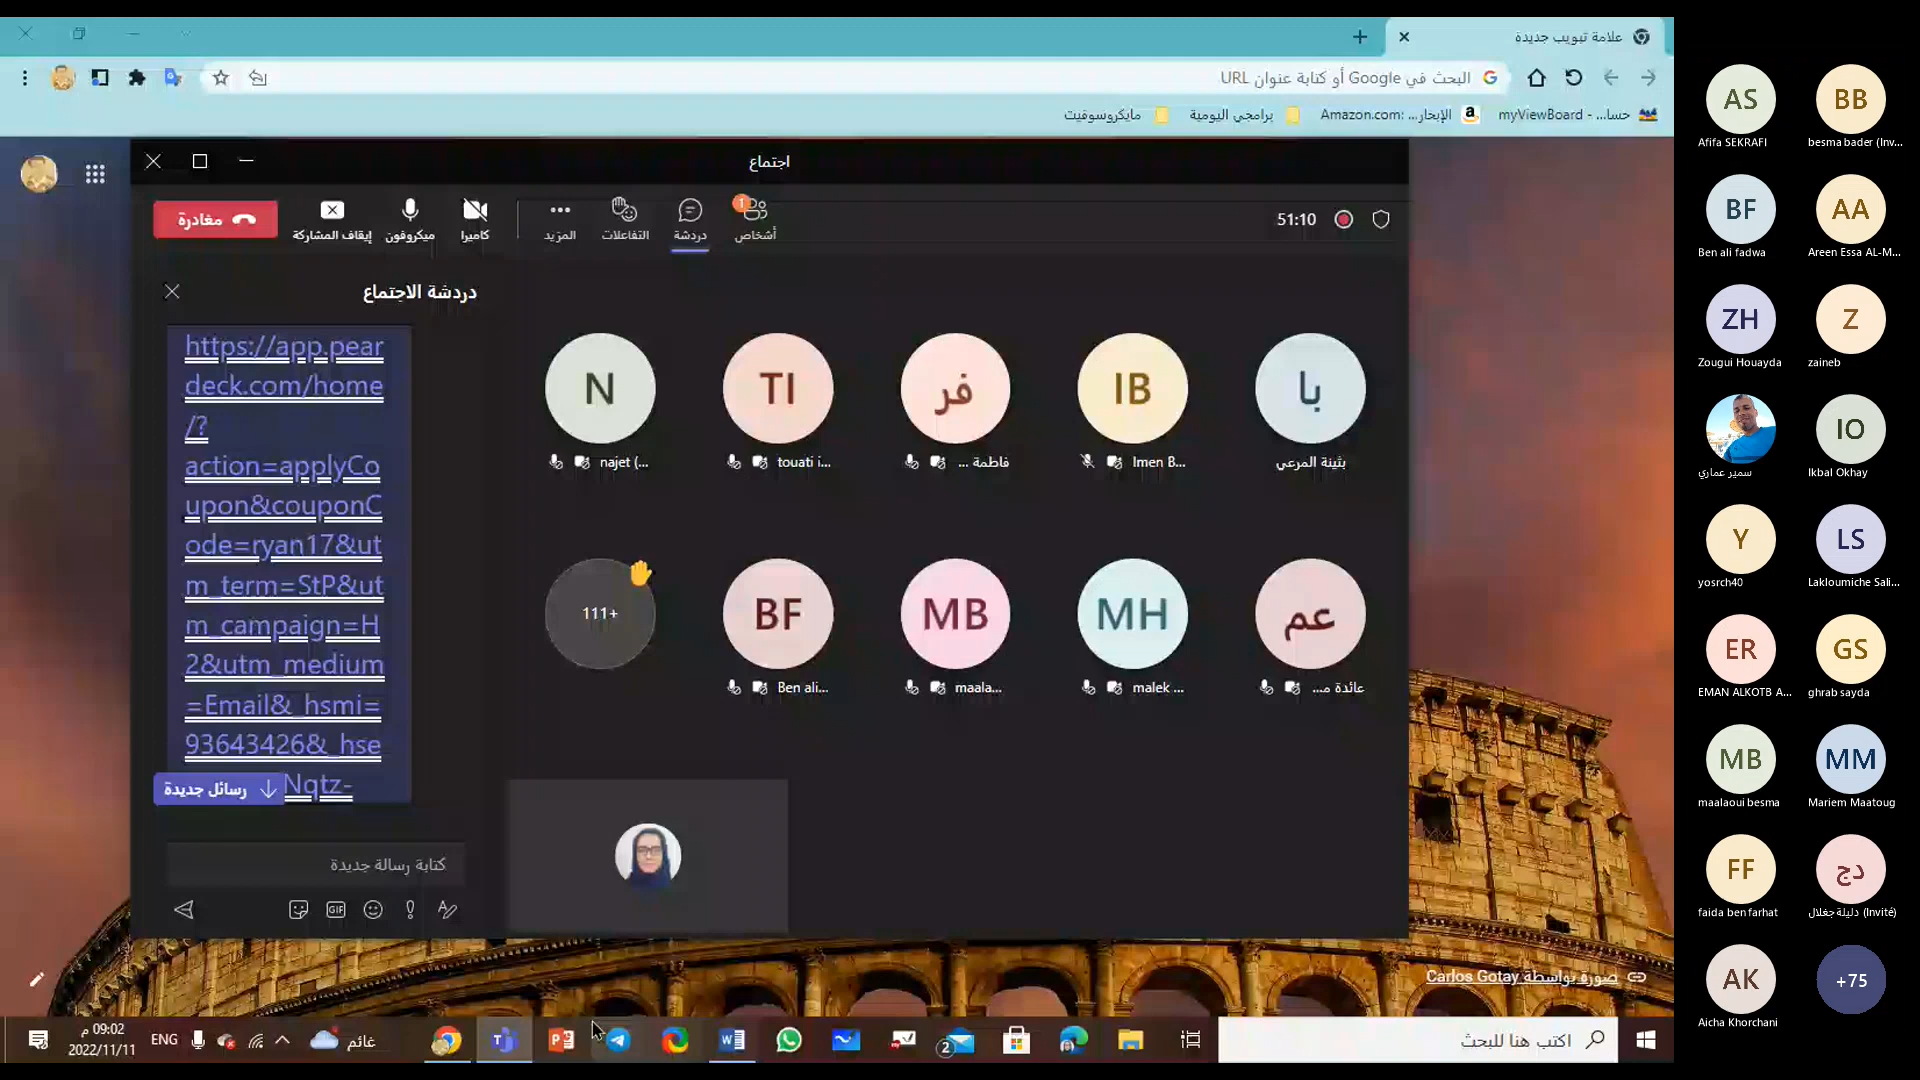 علامة تبويب جديدة
البحث في Google أو كتابة عنوان URL
حسا... - myViewBoard
الإبحار... :Amazon.com
برامجي اليومية
مايكروسوفيت
اجتماع
مغادرة
إيقاف المشاركة
ميكروفون
كاميرا
المزيد
التفاعلات
دردشة
أشخاص
1
51:10
دردشة الاجتماع
https://app.pear
deck.com/home
/?
action=applyCo
upon&couponC
ode=ryan17&ut
m_term=StP&ut
m_campaign=H
2&utm_medium
=Email&_hsmi=
93643426&_hse
Nqtz-
رسائل جديدة
كتابة رسالة جديدة
GIF
N
najet (...
TI
touati i...
فر
فاطمة ...
IB
Imen B...
با
بثينة المرعي
111+
BF
Ben ali...
MB
maala...
MH
malek ...
عم
عائدة م...
صورة بواسطة Carlos Gotay
09:02 م
2022/11/11
ENG
غائم
2
اكتب هنا للبحث
AS
Afifa SEKRAFI
BB
besma bader (Inv...
BF
Ben ali fadwa
AA
Areen Essa AL-M...
ZH
Zougui Houayda
Z
zaineb
سمير عماري
IO
Ikbal Okhay
Y
yosrch40
LS
Lakloumiche Sali...
ER
EMAN ALKOTB A...
GS
ghrab sayda
MB
maalaoui besma
MM
Mariem Maatoug
FF
faida ben farhat
دج
دليلة جغلال (Invité)
AK
Aicha Khorchani
+75